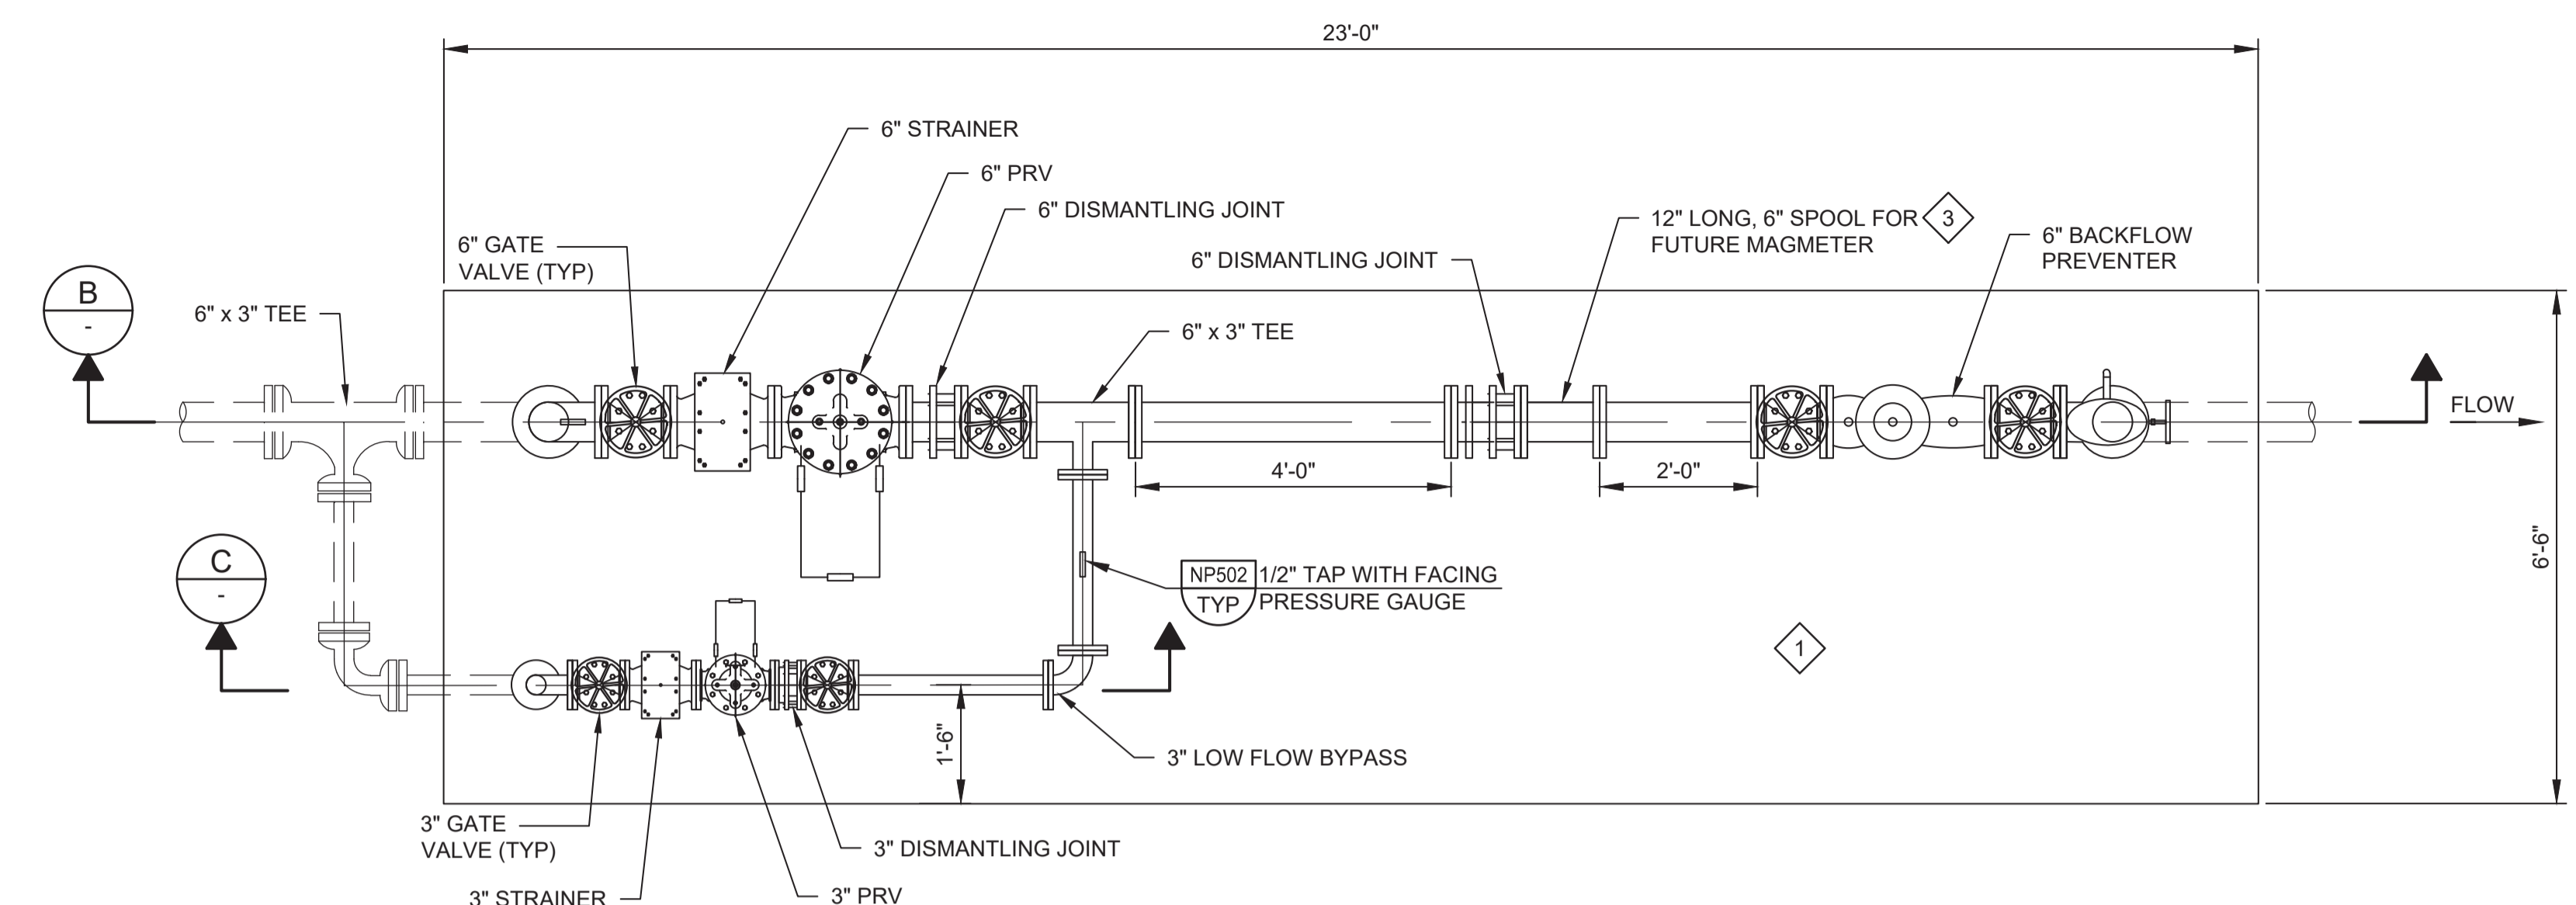 23'-0"
6" STRAINER
6" PRV
6" DISMANTLING JOINT
12" LONG, 6" SPOOL FOR
FUTURE MAGMETER
3
6" GATE
VALVE (TYP)
6" DISMANTLING JOINT
6" BACKFLOW
PREVENTER
B
-
6" x 3" TEE
6" x 3" TEE
FLOW
4'-0"
2'-0"
6'-6"
C
-
NP502
TYP
1/2" TAP WITH FACING
PRESSURE GAUGE
1
1'-6"
3" LOW FLOW BYPASS
3" GATE
VALVE (TYP)
3" DISMANTLING JOINT
3" STRAINER
3" PRV